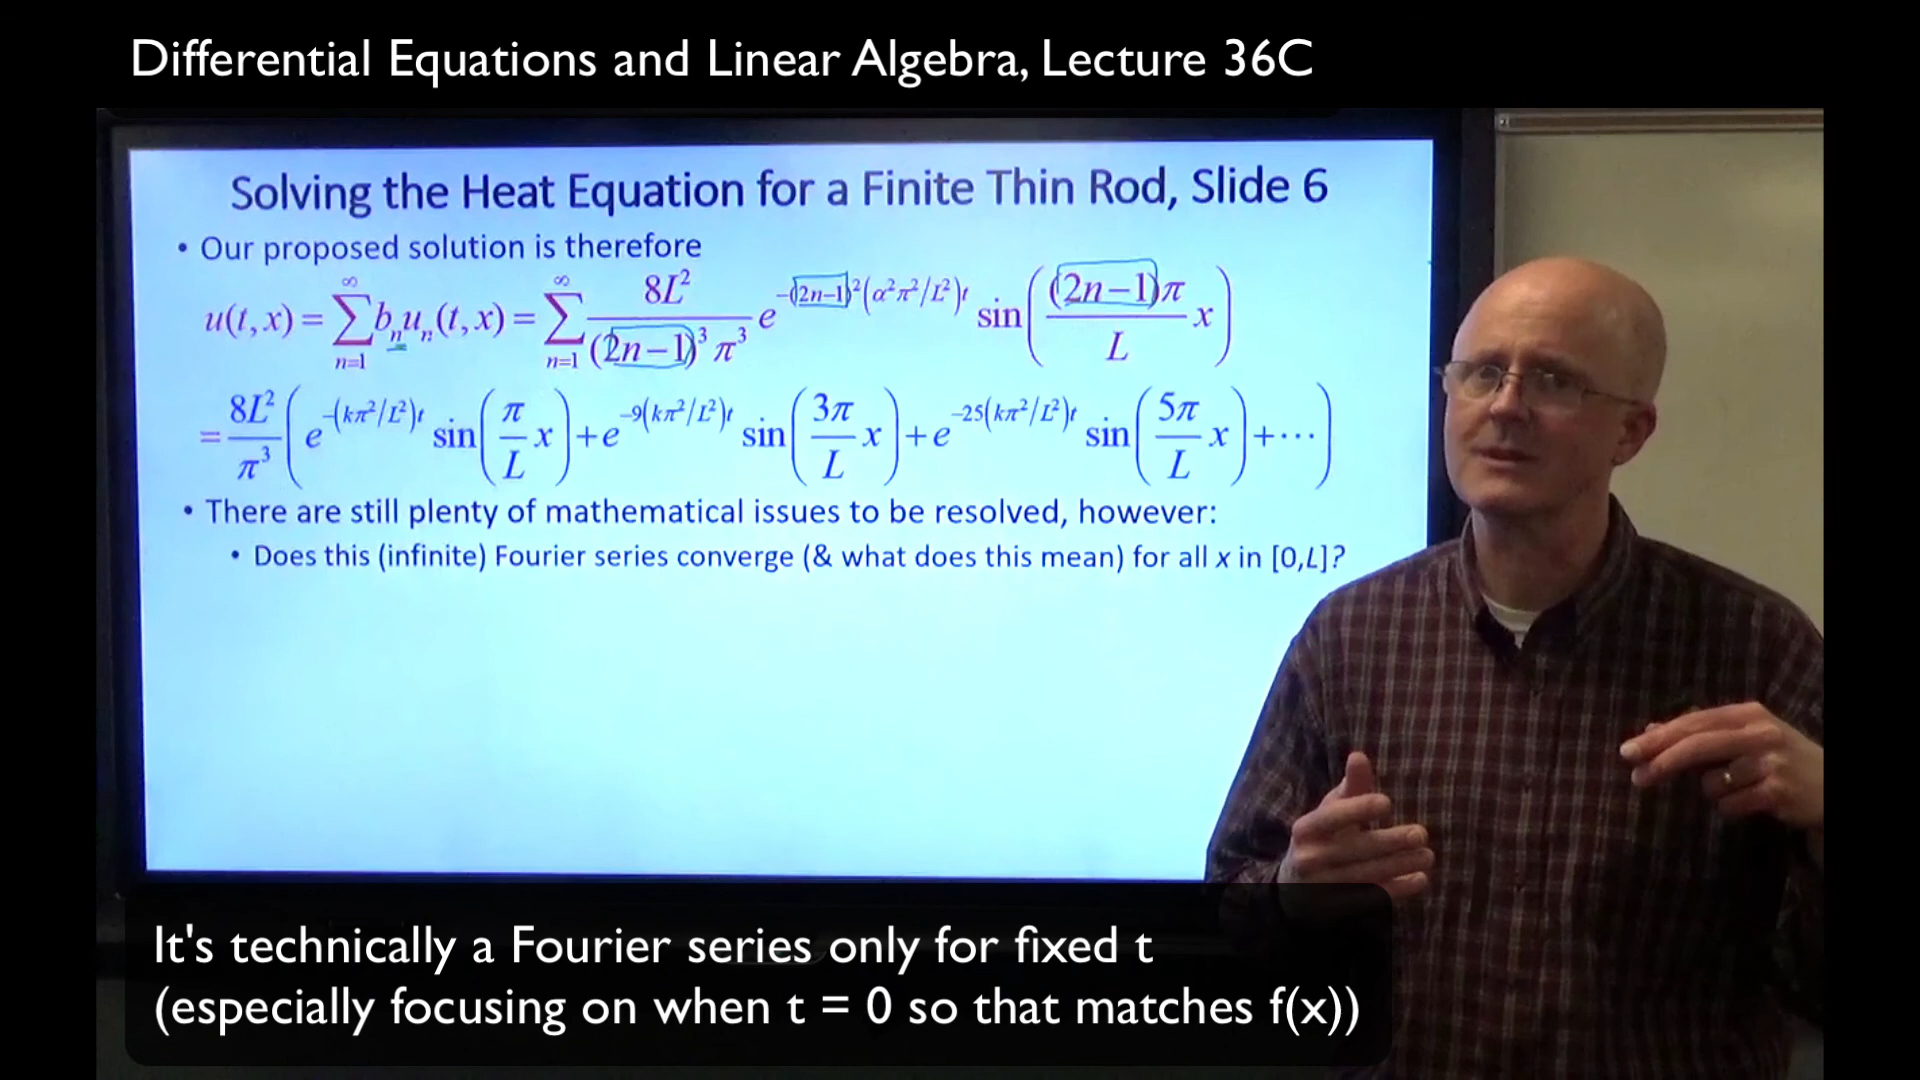 Differential Equations and Linear Algebra, Lecture 36C
Solving the Heat Equation for a Finite Thin Rod, Slide 6
• Our proposed solution is therefore
u(t,x) = ∑_{n=1}^{∞} b_n u_n(t,x) = ∑_{n=1}^{∞} 8L²/((2n−1)³π³) e^{−(2n−1)²(α²π²/L²)t} sin((2n−1)π/L x)
= 8L²/π³ (e^{−(kπ²/L²)t} sin(π/L x) + e^{−9(kπ²/L²)t} sin(3π/L x) + e^{−25(kπ²/L²)t} sin(5π/L x) + ⋯)
• There are still plenty of mathematical issues to be resolved, however:
• Does this (infinite) Fourier series converge (& what does this mean) for all x in [0,L]?
It's technically a Fourier series only for fixed t
(especially focusing on when t = 0 so that matches f(x))